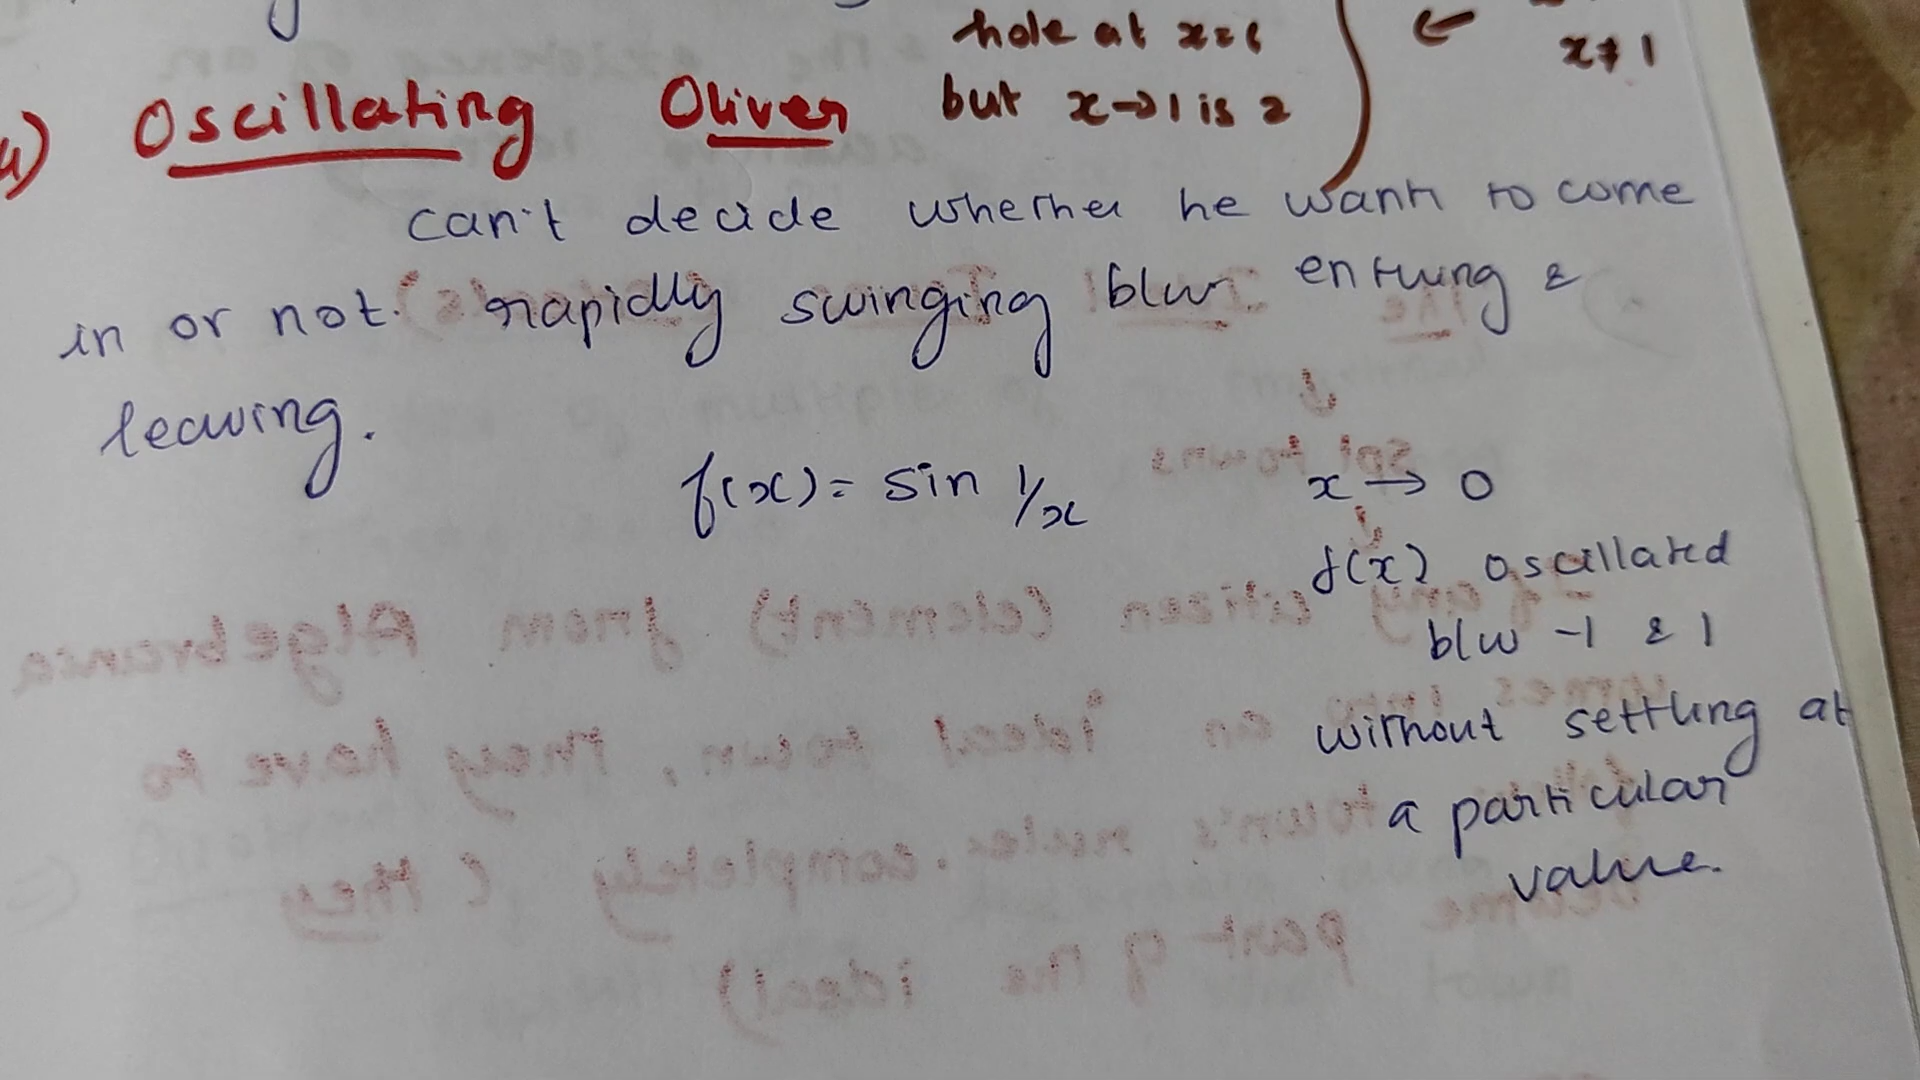 hole at x=1
x≠1
but x→1 is 2
4) Oscillating Oliver
can't decide whether he wants to come
in or not. rapidly swinging b/w entering &
leaving.
f(x) = sin 1/x
x → 0
f(x) oscillated
b/w -1 & 1
without settling at
a particular
value.